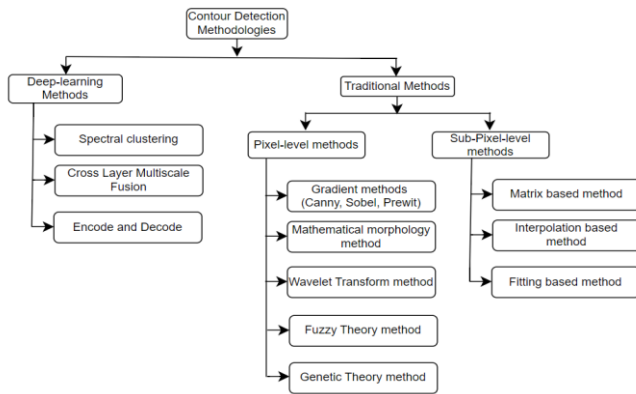 Contour Detection
Methodologies
Deep-learning
Methods
Traditional Methods
Spectral clustering
Cross Layer Multiscale
Fusion
Encode and Decode
Pixel-level methods
Sub-Pixel-level
methods
Gradient methods
(Canny, Sobel, Prewit)
Mathematical morphology
method
Wavelet Transform method
Fuzzy Theory method
Genetic Theory method
Matrix based method
Interpolation based
method
Fitting based method